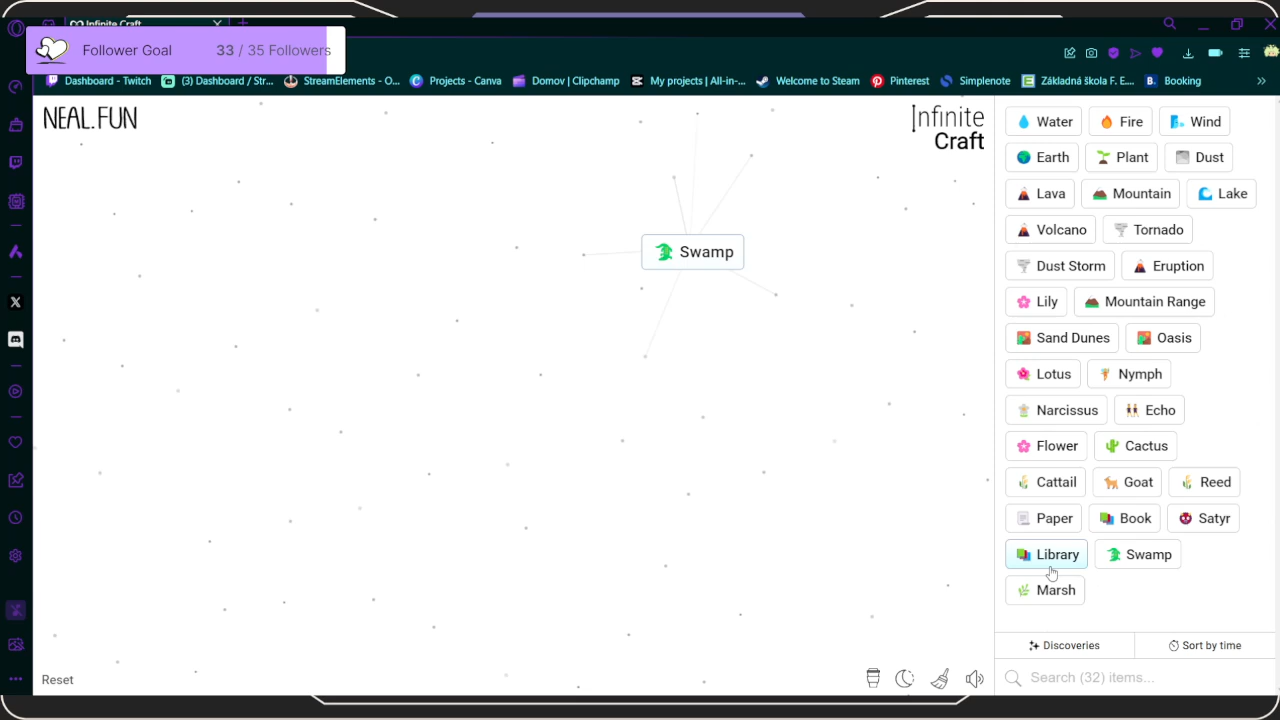 Infinite Craft
Follower Goal 33 / 35 Followers
Dashboard - Twitch (3) Dashboard / Str... StreamElements - O... Projects - Canva Domov | Clipchamp My projects | All-in-... Welcome to Steam Pinterest Simplenote Základná škola F. E... Booking
NEAL.FUN
Infinite
Craft
Water Fire Wind
Earth Plant Dust
Lava Mountain Lake
Volcano Tornado
Swamp
Dust Storm Eruption
Lily Mountain Range
Sand Dunes Oasis
Lotus Nymph
Narcissus Echo
Flower Cactus
Cattail Goat Reed
Paper Book Satyr
Library Swamp
Marsh
Discoveries Sort by time
Reset
Search (32) items...